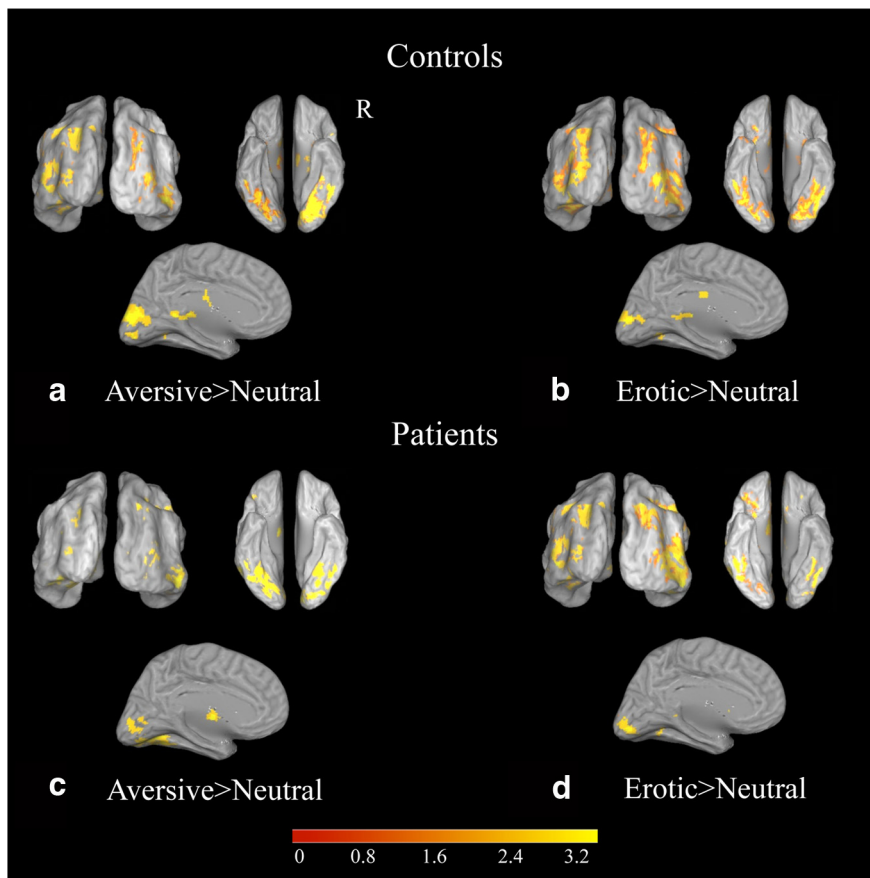 Controls
R
a Aversive>Neutral
b Erotic>Neutral
Patients
c Aversive>Neutral
d Erotic>Neutral
0 0.8 1.6 2.4 3.2